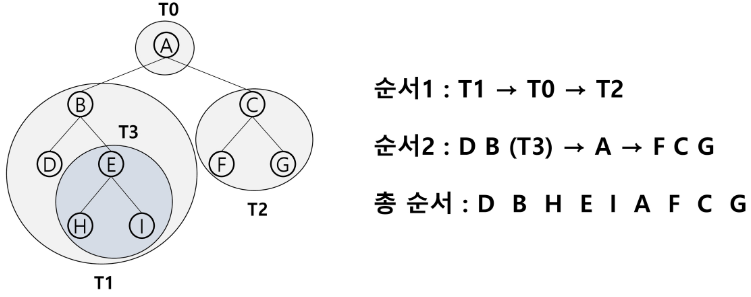 T0
A
B
C
T3
D
E
F
G
H
I
T2
T1
순서1 : T1 → T0 → T2
순서2 : D B (T3) → A → F C G
총 순서 : D B H E I A F C G